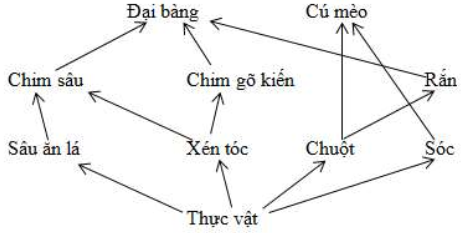 Đại bàng Cú mèo
Chim sâu Chim gõ kiến Rắn
Sâu ăn lá Xén tóc Chuột Sóc
Thực vật